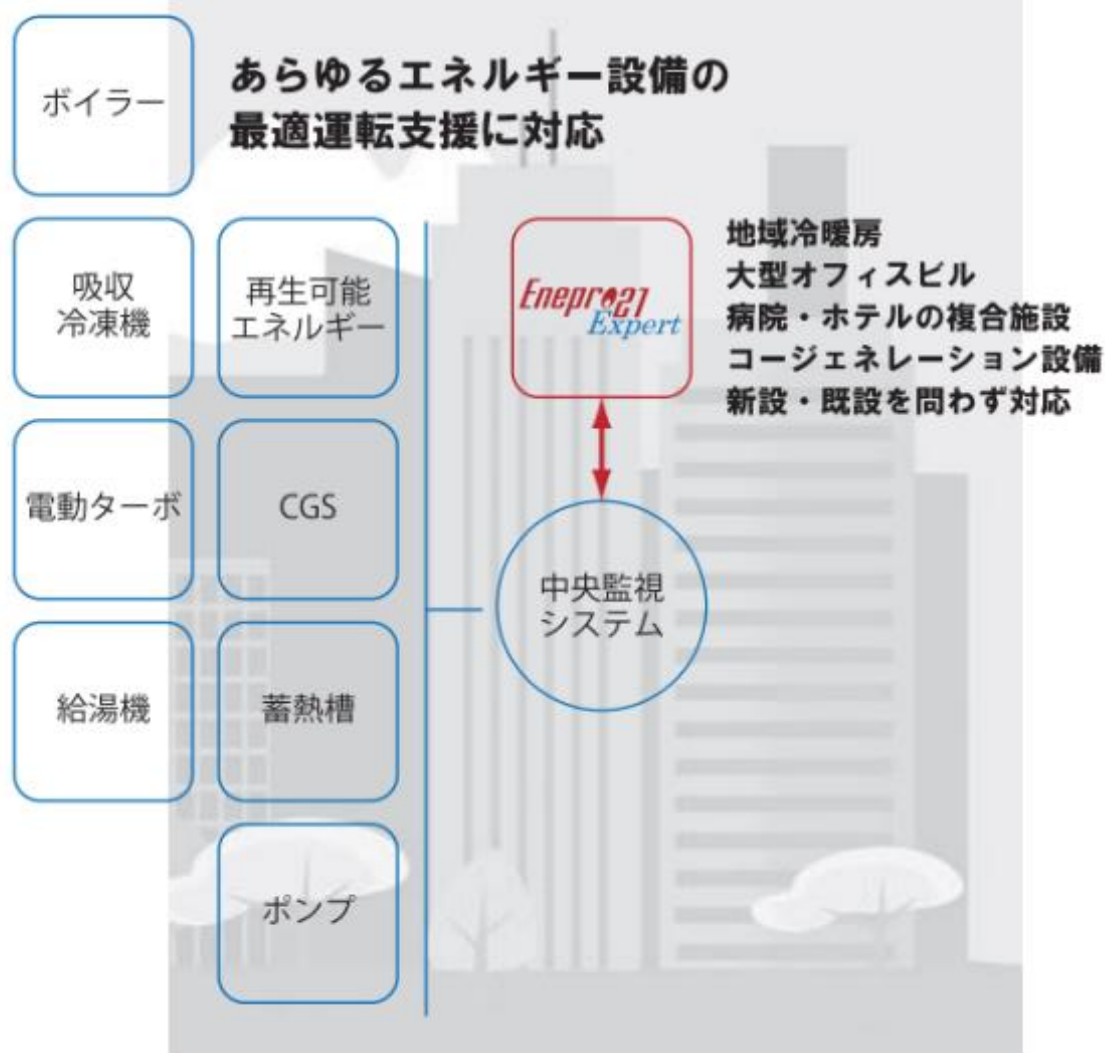 ボイラー
あらゆるエネルギー設備の
最適運転支援に対応
吸収
冷凍機
再生可能
エネルギー
Enepro21
Expert
地域冷暖房
大型オフィスビル
病院・ホテルの複合施設
コージェネレーション設備
新設・既設を問わず対応
電動ターボ
CGS
中央監視
システム
給湯機
蓄熱槽
ポンプ